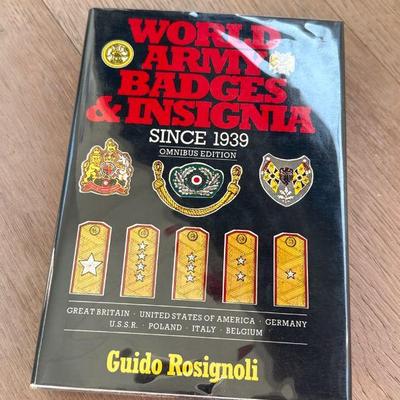 WORLD
ARMY
BADGES
& INSIGNIA
SINCE 1939
OMNIBUS EDITION
GREAT BRITAIN · UNITED STATES OF AMERICA · GERMANY
U.S.S.R. · POLAND · ITALY · BELGIUM
Guido Rosignoli